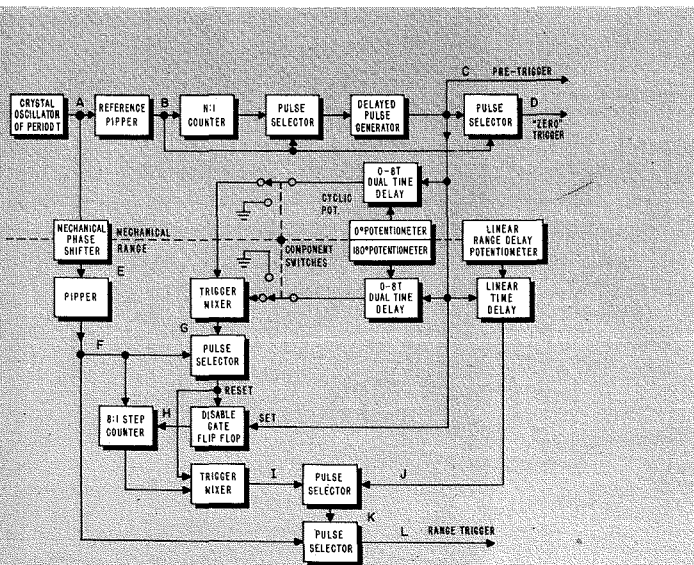 C
PRE-TRIGGER
CRYSTAL
OSCILLATOR
OF PERIOD T
A
REFERENCE
PIPPER
B
N:1
COUNTER
PULSE
SELECTOR
DELAYED
PULSE
GENERATOR
PULSE
SELECTOR
D
"ZERO"
TRIGGER
0-8T
DUAL TIME
DELAY
CYCLIC
POT.
MECHANICAL
PHASE
SHIFTER
MECHANICAL
RANGE
COMPONENT
SWITCHES
0° POTENTIOMETER
180° POTENTIOMETER
LINEAR
RANGE DELAY
POTENTIOMETER
E
PIPPER
TRIGGER
MIXER
0-8T
DUAL TIME
DELAY
LINEAR
TIME
DELAY
G
F
PULSE
SELECTOR
RESET
8:1 STEP
COUNTER
H
DISABLE
GATE
FLIP FLOP
SET
TRIGGER
MIXER
I
PULSE
SELECTOR
J
K
PULSE
SELECTOR
L
RANGE TRIGGER